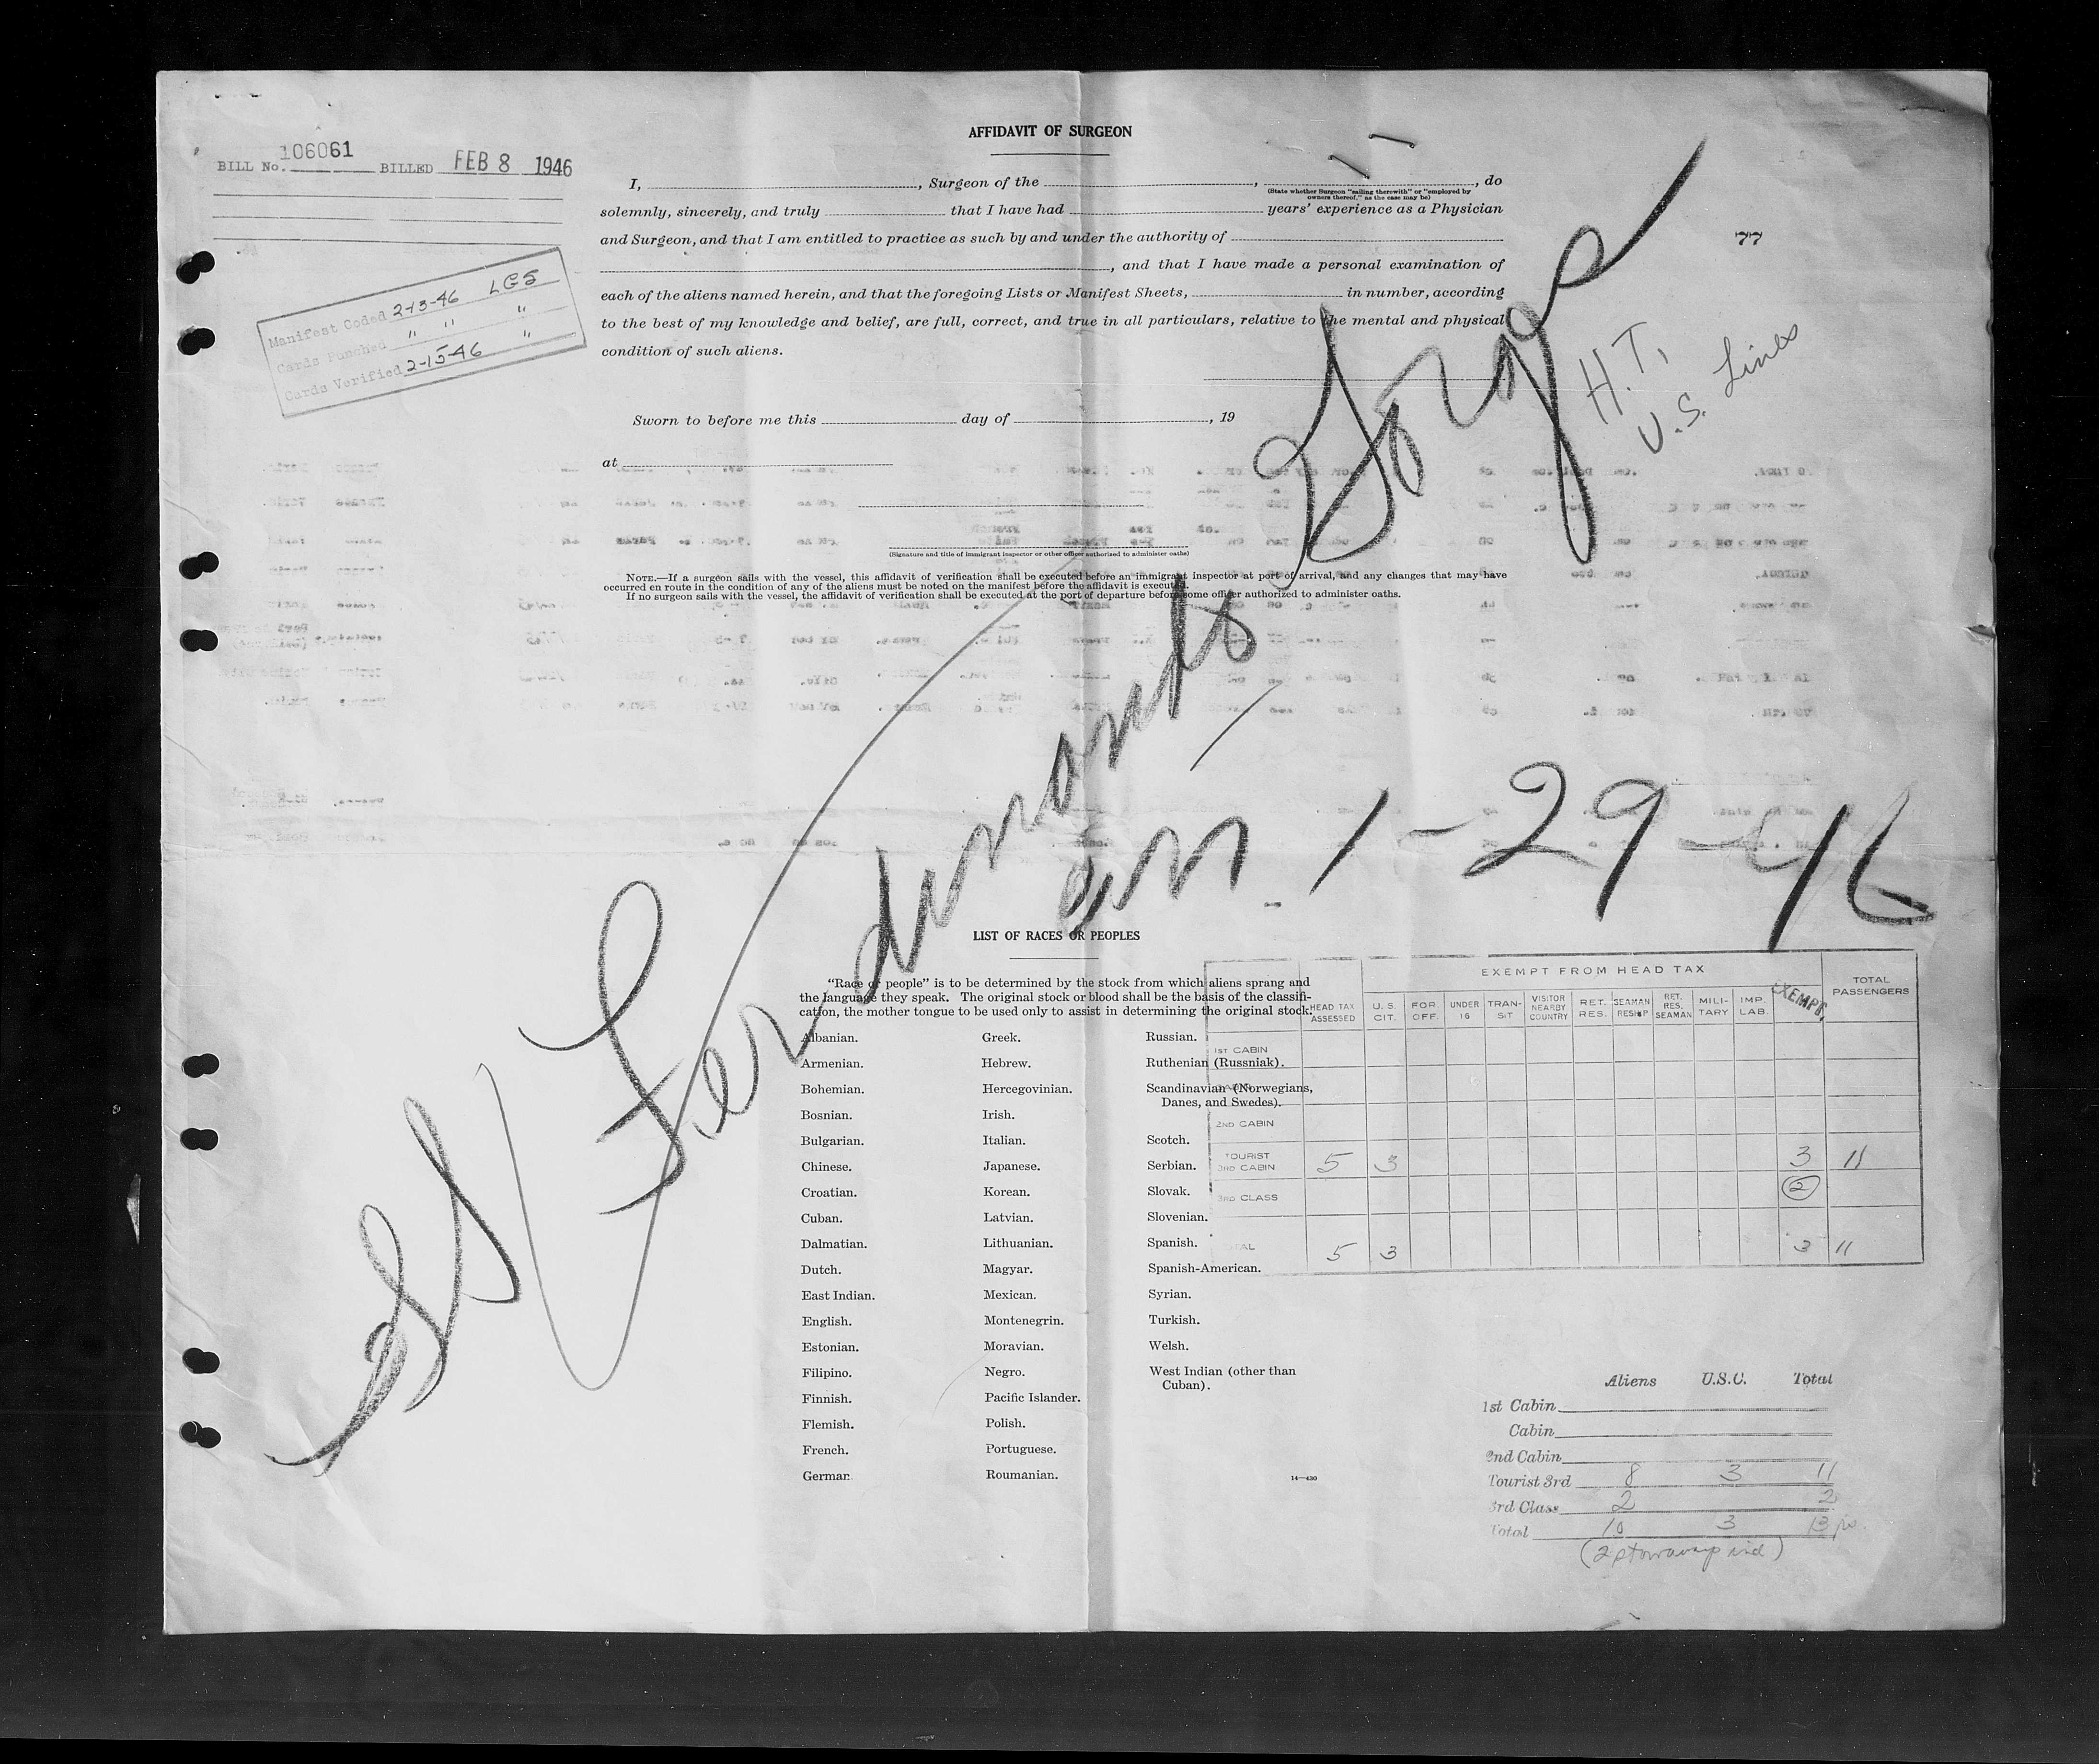 AFFIDAVIT OF SURGEON
BILL No. 106061 BILLED FEB 8 1946
I, , Surgeon of the , , do
(State whether Surgeon "sailing therewith" or "employed by
owners thereof," as the case may be)
solemnly, sincerely, and truly that I have had years' experience as a Physician
and Surgeon, and that I am entitled to practice as such by and under the authority of
, and that I have made a personal examination of
each of the aliens named herein, and that the foregoing Lists or Manifest Sheets, in number, according
to the best of my knowledge and belief, are full, correct, and true in all particulars, relative to the mental and physical
condition of such aliens.
77
Manifest Coded 2-13-46 LGS
Cards Punched " " "
Cards Verified 2-15-46 "
H.T.
U.S. Lines
Sworn to before me this day of , 19
at
(Signature and title of immigrant inspector or other officer authorized to administer oaths)
NOTE.—If a surgeon sails with the vessel, this affidavit of verification shall be executed before an immigrant inspector at port of arrival, and any changes that may have
occurred en route in the condition of any of the aliens must be noted on the manifest before the affidavit is executed.
If no surgeon sails with the vessel, the affidavit of verification shall be executed at the port of departure before some officer authorized to administer oaths.
SS Ferdinando Gorges
1-29-46
LIST OF RACES OR PEOPLES
"Race or people" is to be determined by the stock from which aliens sprang and
the language they speak. The original stock or blood shall be the basis of the classifi-
cation, the mother tongue to be used only to assist in determining the original stock:
Albanian.
Armenian.
Bohemian.
Bosnian.
Bulgarian.
Chinese.
Croatian.
Cuban.
Dalmatian.
Dutch.
East Indian.
English.
Estonian.
Filipino.
Finnish.
Flemish.
French.
German
Greek.
Hebrew.
Hercegovinian.
Irish.
Italian.
Japanese.
Korean.
Latvian.
Lithuanian.
Magyar.
Mexican.
Montenegrin.
Moravian.
Negro.
Pacific Islander.
Polish.
Portuguese.
Roumanian.
Russian.
Ruthenian (Russniak).
Scandinavian (Norwegians,
Danes, and Swedes).
Scotch.
Serbian.
Slovak.
Slovenian.
Spanish.
Spanish-American.
Syrian.
Turkish.
Welsh.
West Indian (other than
Cuban).
14—430
EXEMPT FROM HEAD TAX
HEAD TAX ASSESSED U.S. CIT. FOR. OFF. UNDER 16 TRAN-SIT VISITOR NEARBY COUNTRY RET. RES. SEAMAN RESHIP RET. RES. SEAMAN MILI-TARY IMP. LAB. EXEMPT. TOTAL PASSENGERS
1ST CABIN
2ND CABIN
TOURIST 3RD CABIN 5 3 3 11
3RD CLASS 2
TOTAL 5 3 3 11
Aliens U.S.C. Total
1st Cabin
Cabin
2nd Cabin
Tourist 3rd 8 3 11
3rd Class 2 2
Total 10 3 13